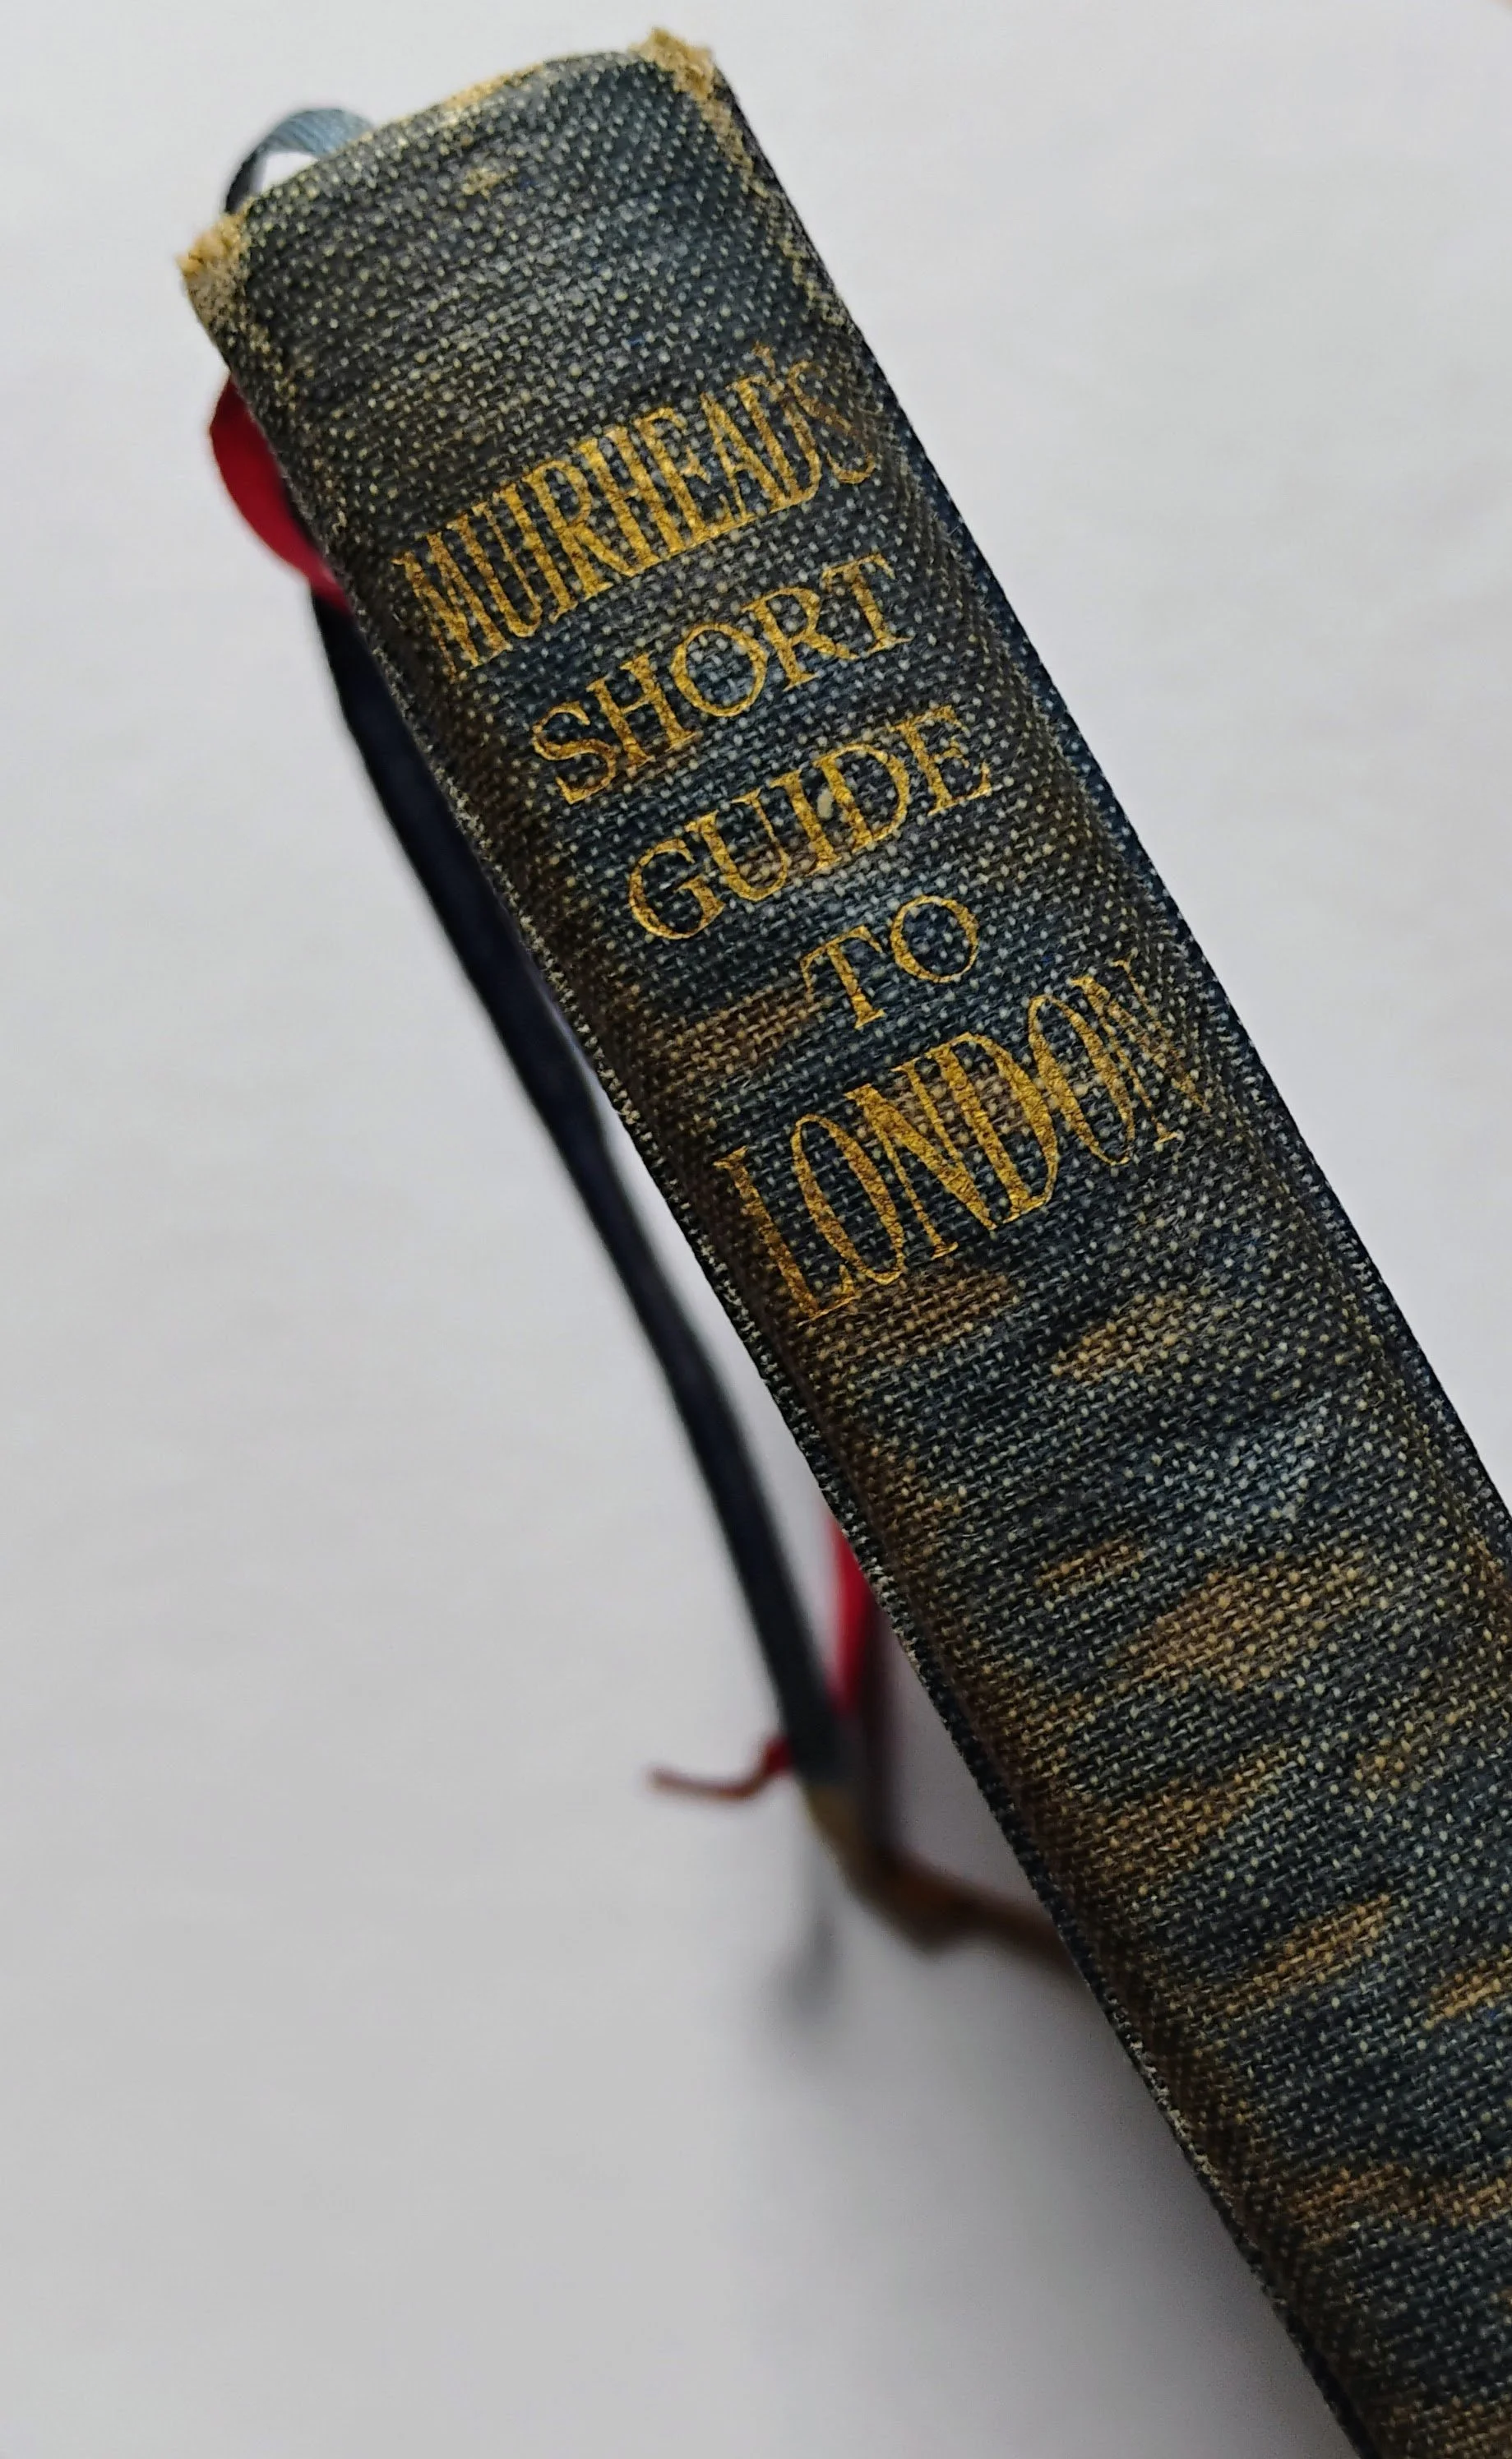 MUIRHEAD'S
SHORT
GUIDE
TO
LONDON